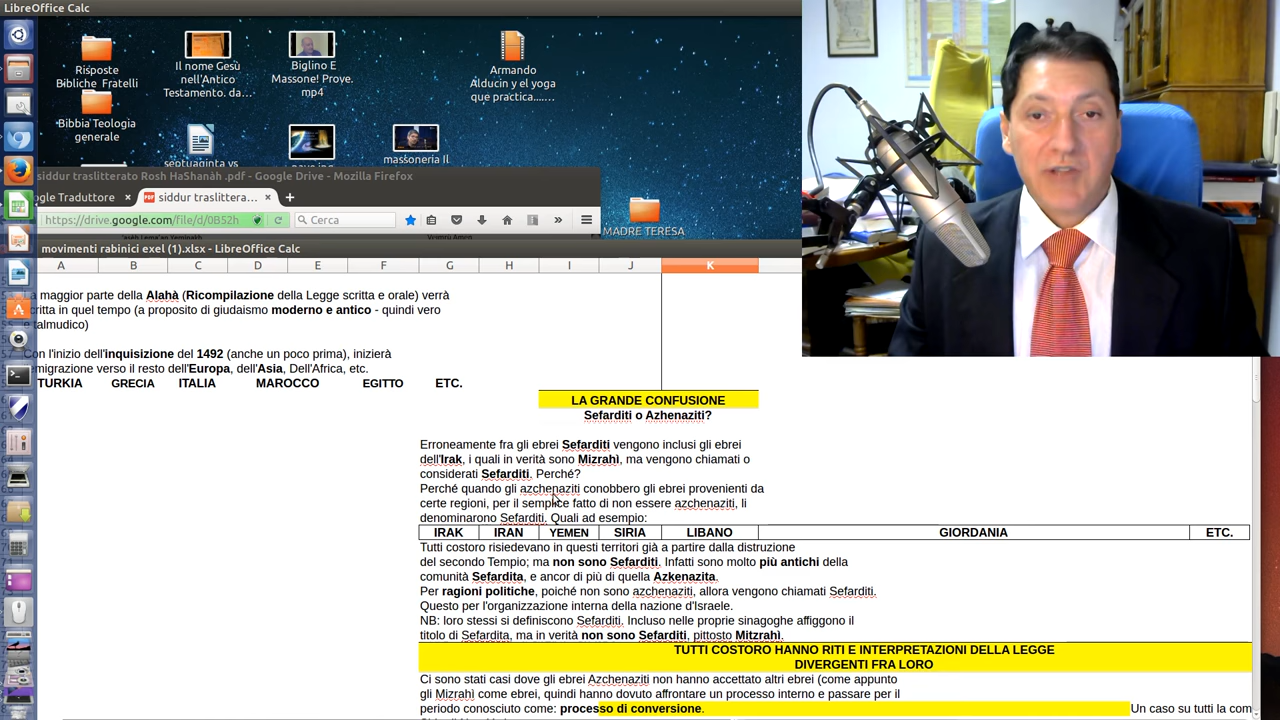 LibreOffice Calc
Risposte
Bibliche_Fratelli
Il nome Gesù
nell'Antico
Testamento. da…
Biglino E
Massone! Prove.
mp4
Armando
Alducin y el yoga
que practica.…...
Bibbia Teologia
generale
septuaginta vs
massoneria Il
MADRE TERESA
siddur traslitterato Rosh HaShanàh .pdf - Google Drive - Mozilla Firefox
gle Traduttore
siddur traslittera…
https://drive.google.com/file/d/0B52h
Cerca
movimenti rabinici exel (1).xlsx - LibreOffice Calc
A B C D E F G H I J K
a maggior parte della Alahà (Ricompilazione della Legge scritta e orale) verrà
ritta in quel tempo (a proposito di giudaismo moderno e antico - quindi vero
e talmudico)
Con l'inizio dell'inquisizione del 1492 (anche un poco prima), inizierà
emigrazione verso il resto dell'Europa, dell'Asia, Dell'Africa, etc.
TURKIA GRECIA ITALIA MAROCCO EGITTO ETC.
LA GRANDE CONFUSIONE
Sefarditi o Azhenaziti?
Erroneamente fra gli ebrei Sefarditi vengono inclusi gli ebrei
dell'Irak, i quali in verità sono Mizrahì, ma vengono chiamati o
considerati Sefarditi. Perché?
Perché quando gli azchenaziti conobbero gli ebrei provenienti da
certe regioni, per il semplice fatto di non essere azchenaziti, li
denominarono Sefarditi. Quali ad esempio:
IRAK IRAN YEMEN SIRIA LIBANO GIORDANIA ETC.
Tutti costoro risiedevano in questi territori già a partire dalla distruzione
del secondo Tempio; ma non sono Sefarditi. Infatti sono molto più antichi della
comunità Sefardita, e ancor di più di quella Azkenazita.
Per ragioni politiche, poiché non sono azchenaziti, allora vengono chiamati Sefarditi.
Questo per l'organizzazione interna della nazione d'Israele.
NB: loro stessi si definiscono Sefarditi. Incluso nelle proprie sinagoghe affiggono il
titolo di Sefardita, ma in verità non sono Sefarditi, pittosto Mitzrahì.
TUTTI COSTORO HANNO RITI E INTERPRETAZIONI DELLA LEGGE
DIVERGENTI FRA LORO
Ci sono stati casi dove gli ebrei Azchenaziti non hanno accettato altri ebrei (come appunto
gli Mizrahì come ebrei, quindi hanno dovuto affrontare un processo interno e passare per il
periodo conosciuto come: processo di conversione.
Un caso su tutti la com